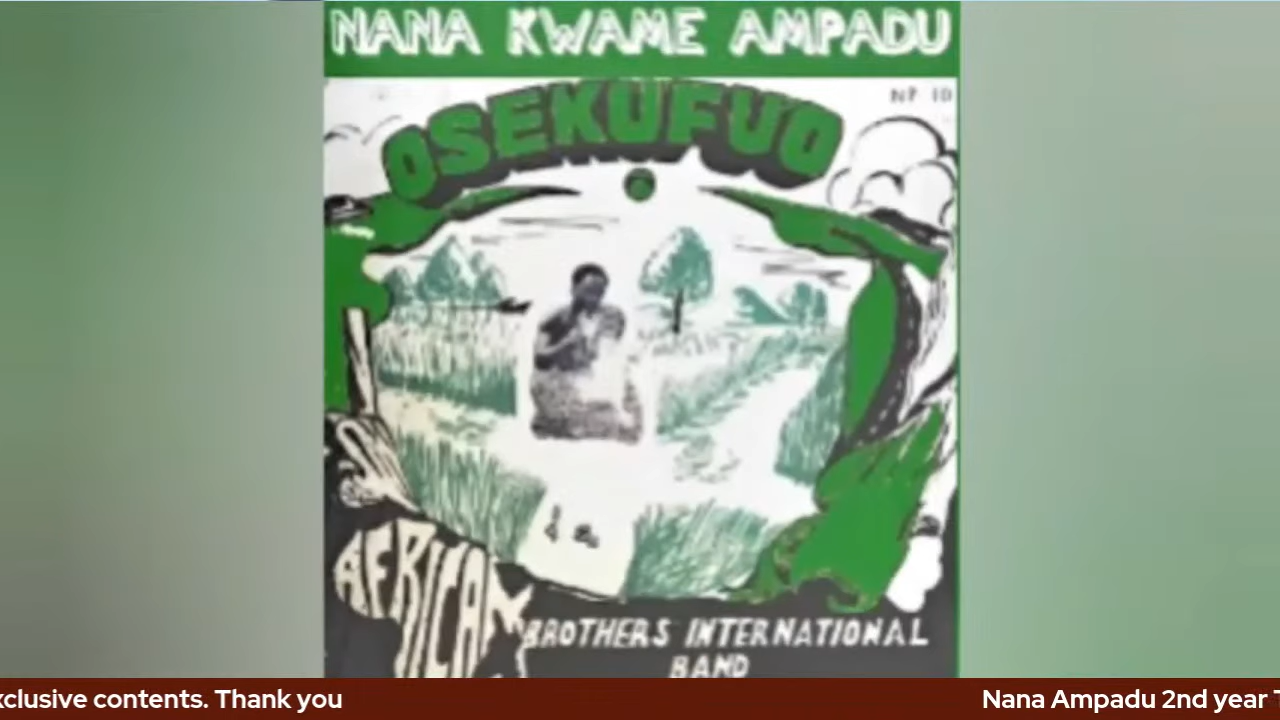 NANA KWAME AMPADU
NP 10
OSEKUFUO
AFRICAN
BROTHERS INTERNATIONAL
BAND
xclusive contents. Thank you
Nana Ampadu 2nd year T